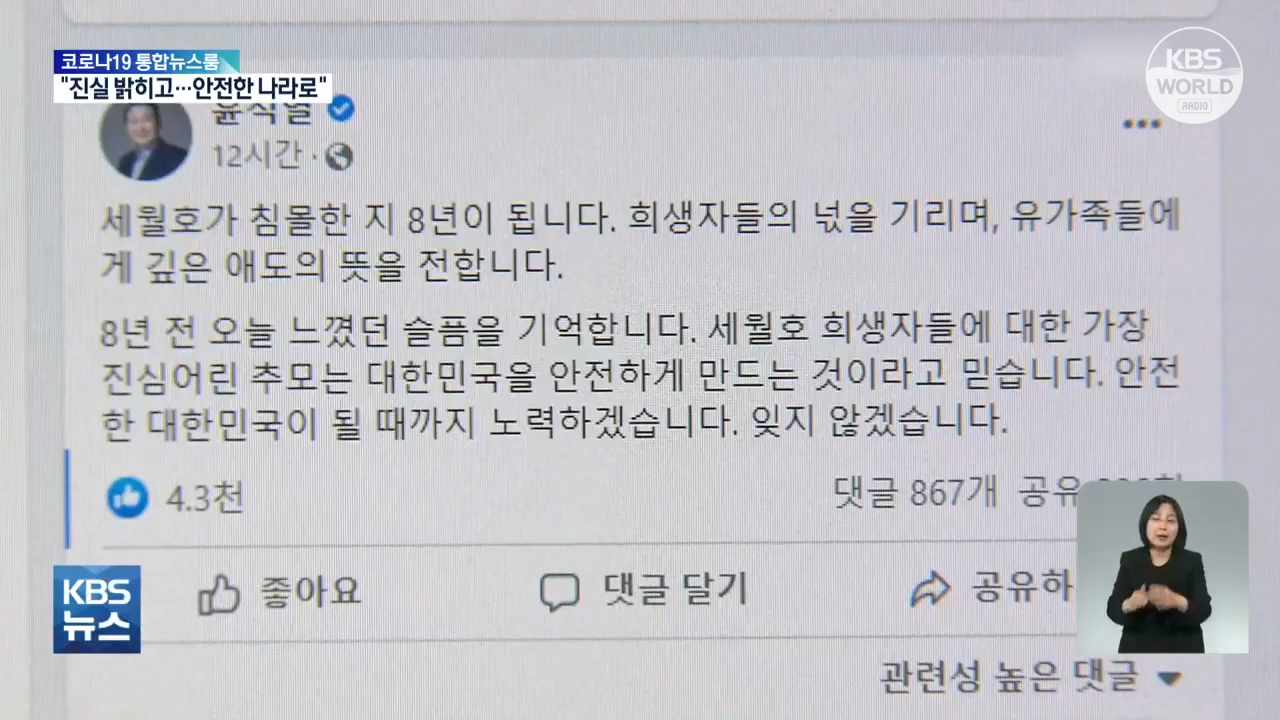 코로나19 통합뉴스룸
"진실 밝히고…안전한 나라로"
KBS
WORLD
RADIO
윤석열
12시간 ·
세월호가 침몰한 지 8년이 됩니다. 희생자들의 넋을 기리며, 유가족들에
게 깊은 애도의 뜻을 전합니다.
8년 전 오늘 느꼈던 슬픔을 기억합니다. 세월호 희생자들에 대한 가장
진심어린 추모는 대한민국을 안전하게 만드는 것이라고 믿습니다. 안전
한 대한민국이 될 때까지 노력하겠습니다. 잊지 않겠습니다.
4.3천
댓글 867개 공유
좋아요
댓글 달기
공유하
KBS
뉴스
관련성 높은 댓글